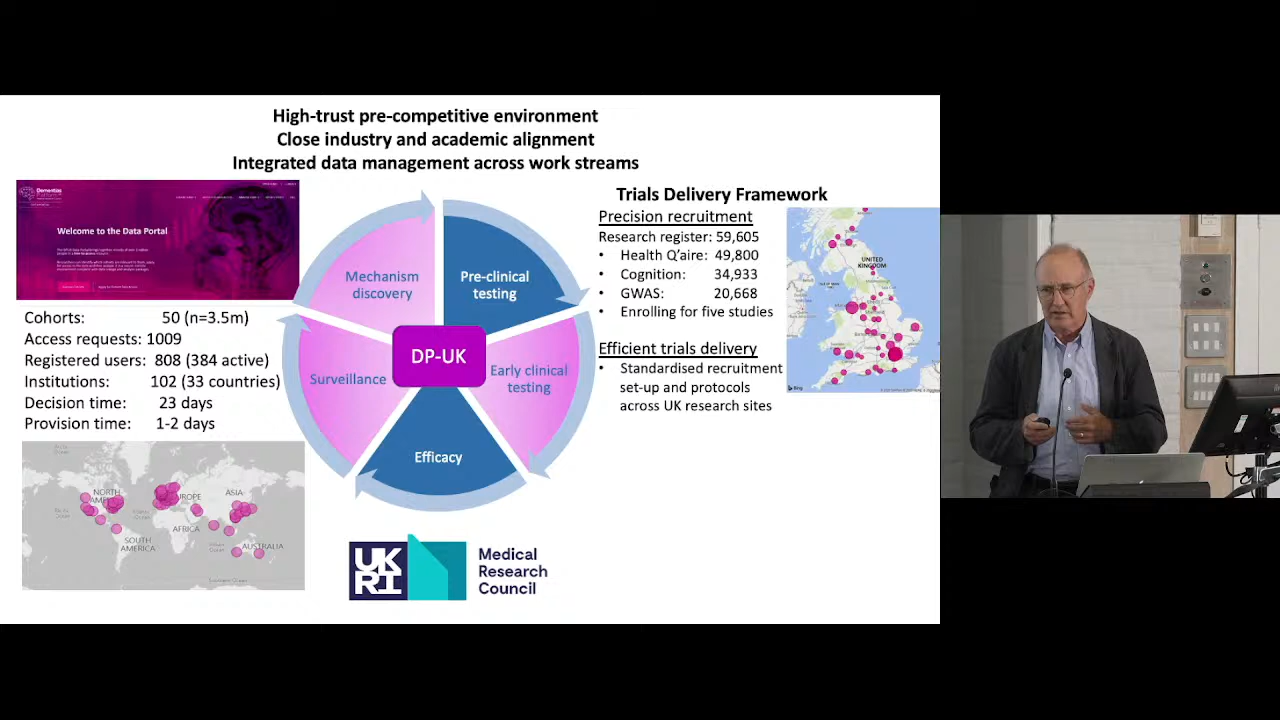 High-trust pre-competitive environment
Close industry and academic alignment
Integrated data management across work streams
Dementias
Platform
Welcome to the Data Portal
Cohorts: 50 (n=3.5m)
Access requests: 1009
Registered users: 808 (384 active)
Institutions: 102 (33 countries)
Decision time: 23 days
Provision time: 1-2 days
NORTH
EUROPE
ASIA
AFRICA
SOUTH
AMERICA
AUSTRALIA
Mechanism
discovery
Pre-clinical
testing
DP-UK
Surveillance
Early clinical
testing
Efficacy
UK
RI
Medical
Research
Council
Trials Delivery Framework
Precision recruitment
Research register: 59,605
• Health Q'aire: 49,800
• Cognition: 34,933
• GWAS: 20,668
• Enrolling for five studies
Efficient trials delivery
• Standardised recruitment
set-up and protocols
across UK research sites
UNITED
KINGDOM
Bing